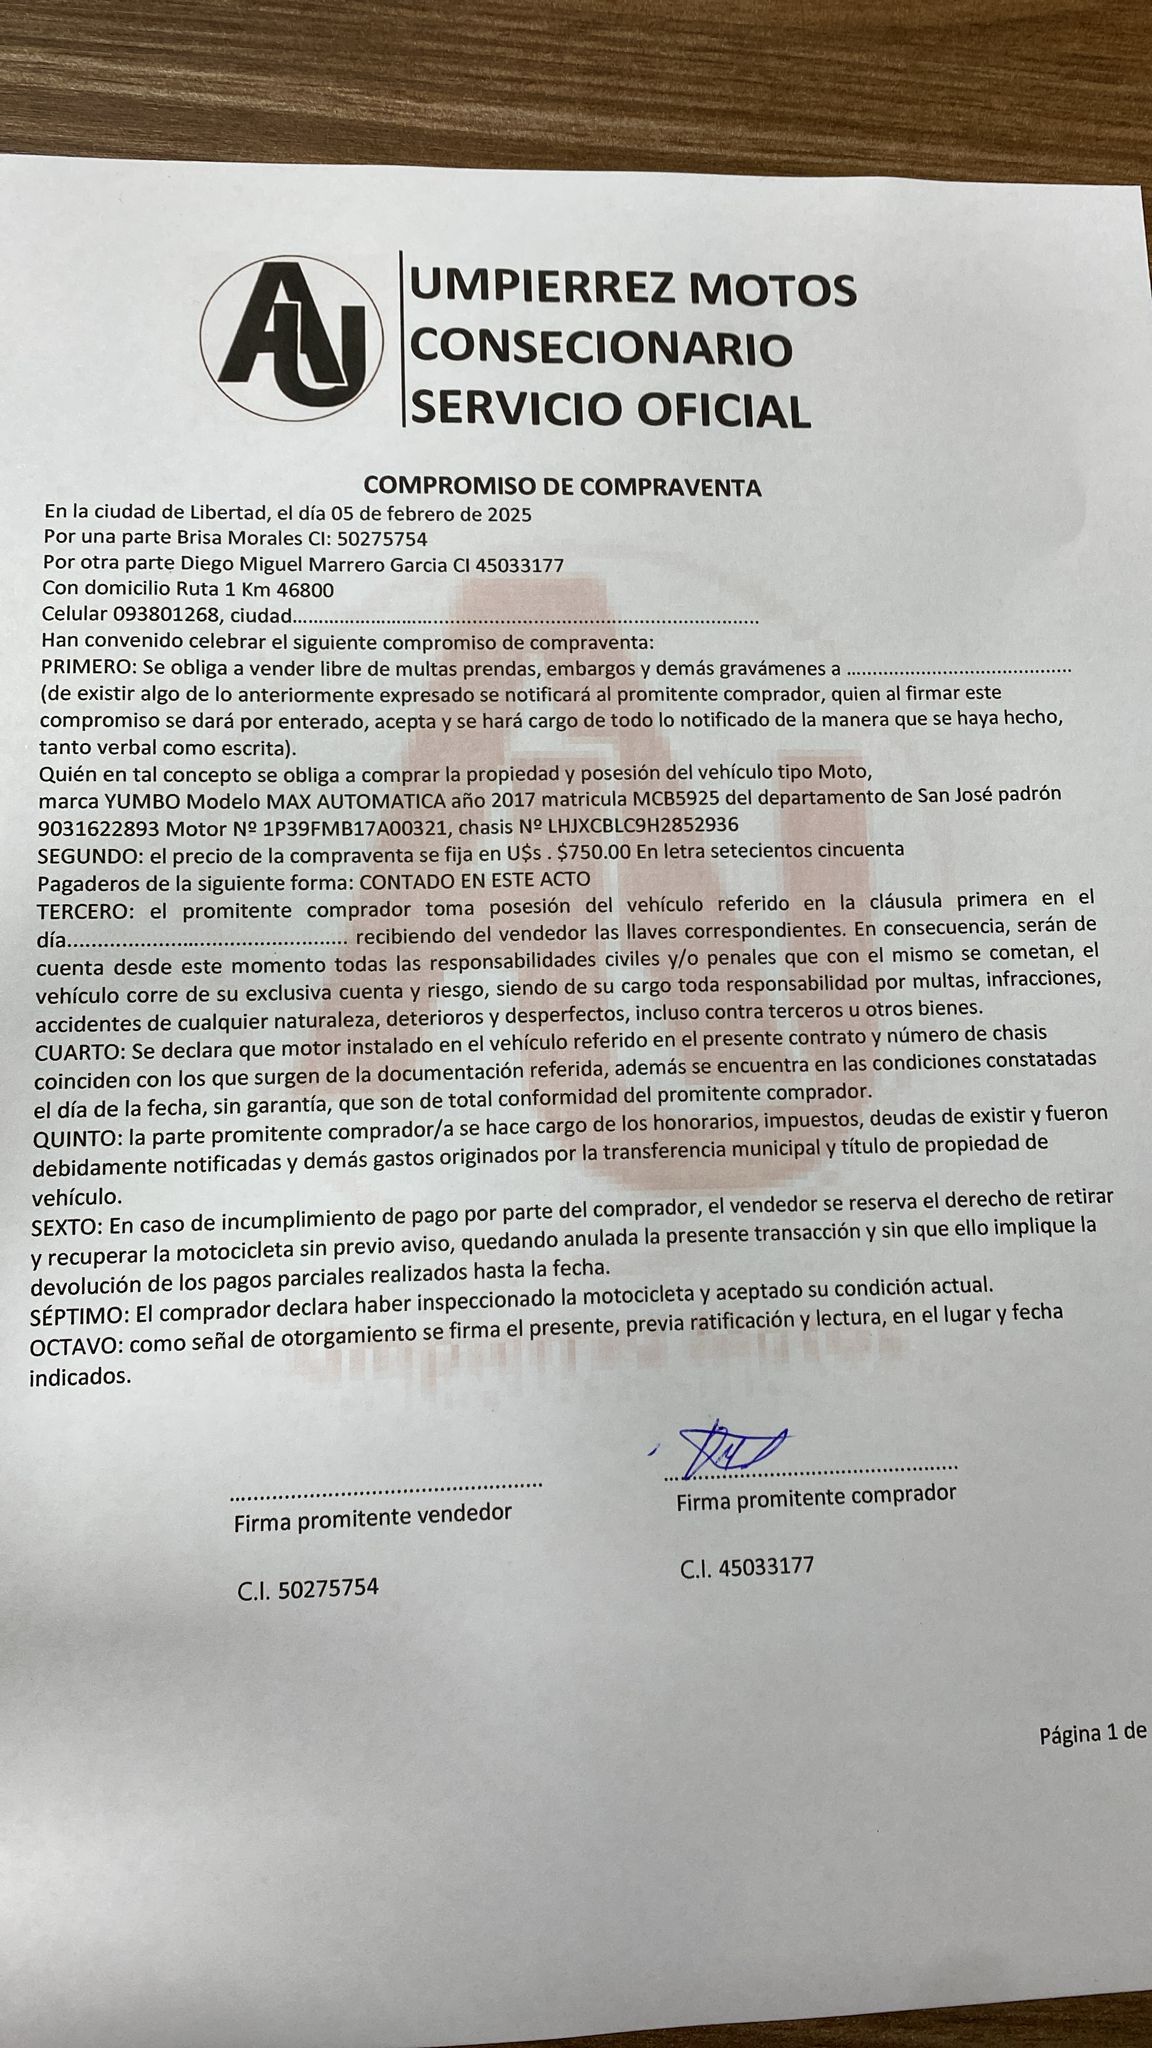 AU
UMPIERREZ MOTOS
CONSECIONARIO
SERVICIO OFICIAL
COMPROMISO DE COMPRAVENTA
En la ciudad de Libertad, el día 05 de febrero de 2025
Por una parte Brisa Morales CI: 50275754
Por otra parte Diego Miguel Marrero Garcia CI 45033177
Con domicilio Ruta 1 Km 46800
Celular 093801268, ciudad................................................................................
Han convenido celebrar el siguiente compromiso de compraventa:
PRIMERO: Se obliga a vender libre de multas prendas, embargos y demás gravámenes a ........................................
(de existir algo de lo anteriormente expresado se notificará al promitente comprador, quien al firmar este
compromiso se dará por enterado, acepta y se hará cargo de todo lo notificado de la manera que se haya hecho,
tanto verbal como escrita).
Quién en tal concepto se obliga a comprar la propiedad y posesión del vehículo tipo Moto,
marca YUMBO Modelo MAX AUTOMATICA año 2017 matricula MCB5925 del departamento de San José padrón
9031622893 Motor Nº 1P39FMB17A00321, chasis Nº LHJXCBLC9H2852936
SEGUNDO: el precio de la compraventa se fija en U$s . $750.00 En letra setecientos cincuenta
Pagaderos de la siguiente forma: CONTADO EN ESTE ACTO
TERCERO: el promitente comprador toma posesión del vehículo referido en la cláusula primera en el
día............................................. recibiendo del vendedor las llaves correspondientes. En consecuencia, serán de
cuenta desde este momento todas las responsabilidades civiles y/o penales que con el mismo se cometan, el
vehículo corre de su exclusiva cuenta y riesgo, siendo de su cargo toda responsabilidad por multas, infracciones,
accidentes de cualquier naturaleza, deterioros y desperfectos, incluso contra terceros u otros bienes.
CUARTO: Se declara que motor instalado en el vehículo referido en el presente contrato y número de chasis
coinciden con los que surgen de la documentación referida, además se encuentra en las condiciones constatadas
el día de la fecha, sin garantía, que son de total conformidad del promitente comprador.
QUINTO: la parte promitente comprador/a se hace cargo de los honorarios, impuestos, deudas de existir y fueron
debidamente notificadas y demás gastos originados por la transferencia municipal y título de propiedad de
vehículo.
SEXTO: En caso de incumplimiento de pago por parte del comprador, el vendedor se reserva el derecho de retirar
y recuperar la motocicleta sin previo aviso, quedando anulada la presente transacción y sin que ello implique la
devolución de los pagos parciales realizados hasta la fecha.
SÉPTIMO: El comprador declara haber inspeccionado la motocicleta y aceptado su condición actual.
OCTAVO: como señal de otorgamiento se firma el presente, previa ratificación y lectura, en el lugar y fecha
indicados.
Firma promitente vendedor
Firma promitente comprador
C.I. 50275754
C.I. 45033177
Página 1 de